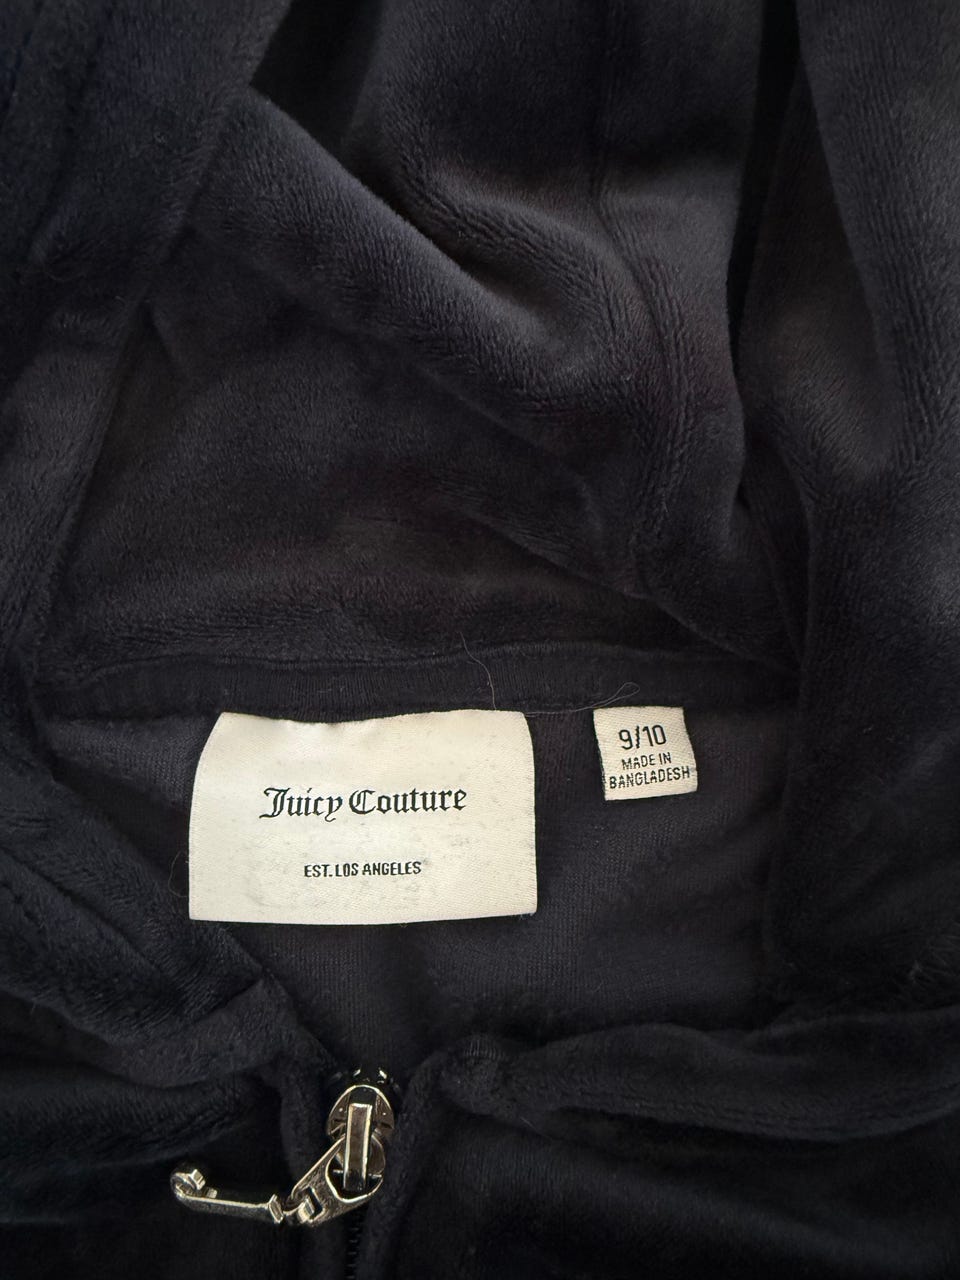 Juicy Couture
EST. LOS ANGELES
9/10
MADE IN
BANGLADESH